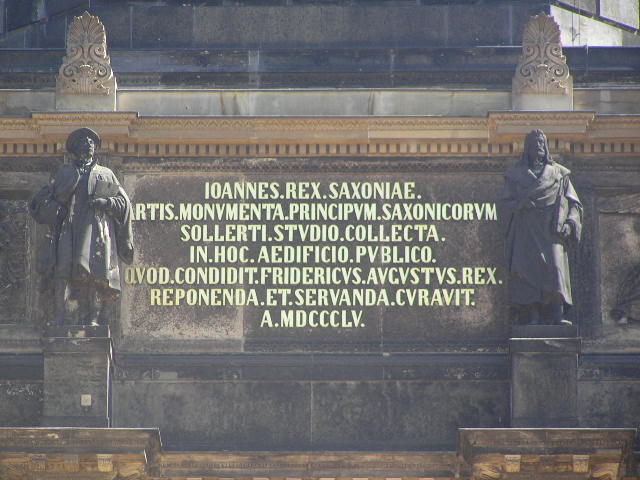 IOANNES.REX.SAXONIAE.
ARTIS.MONVMENTA.PRINCIPVM.SAXONICORVM
SOLLERTI.STVDIO.COLLECTA.
IN.HOC.AEDIFICIO.PVBLICO.
QVOD.CONDIDIT.FRIDERICVS.AVGVSTVS.REX.
REPONENDA.ET.SERVANDA.CVRAVIT.
A.MDCCCLV.